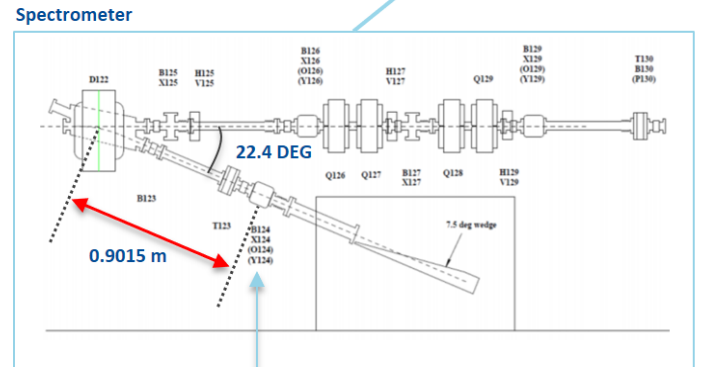 Spectrometer
D122
B125
X125
H125
V125
B126
X126
(O126)
(Y126)
H127
V127
Q129
B129
X129
(O129)
(Y129)
T130
B130
(P130)
22.4 DEG
Q126
Q127
B127
X127
Q128
H129
V129
B123
T123
B124
X124
(O124)
(Y124)
7.5 deg wedge
0.9015 m